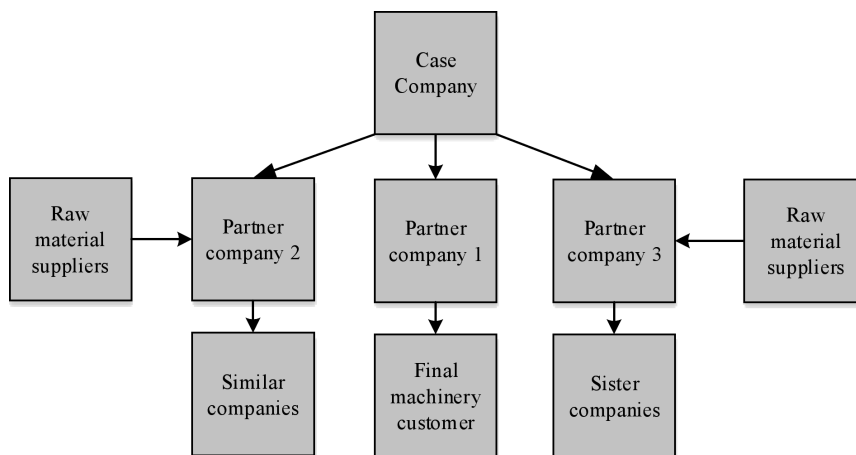 Case
Company
Raw
material
suppliers
Partner
company 2
Partner
company 1
Partner
company 3
Raw
material
suppliers
Similar
companies
Final
machinery
customer
Sister
companies